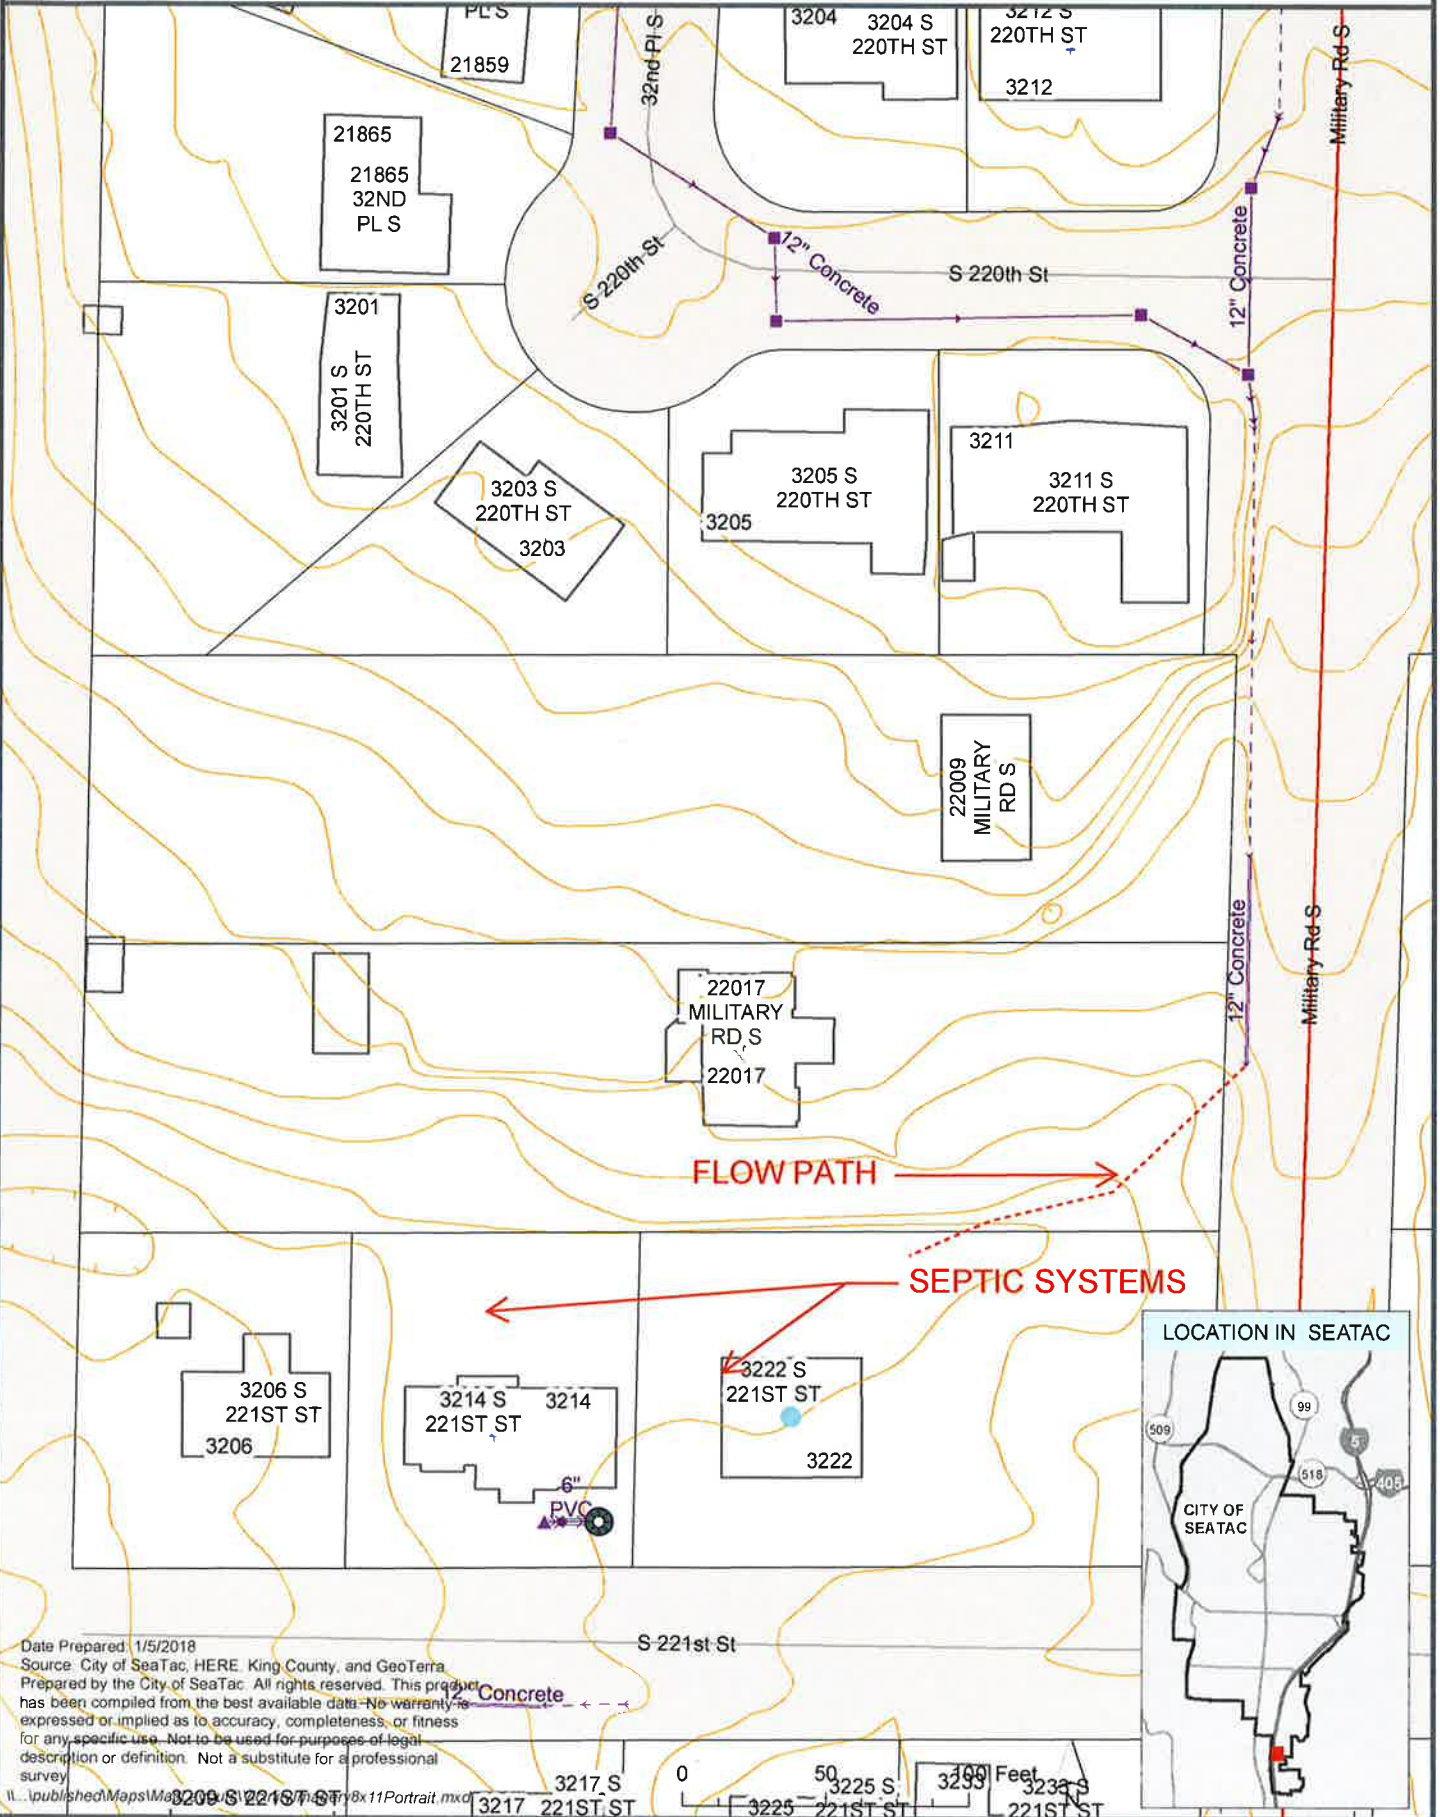 PL S
21859
32nd Pl S
3204
3204 S
220TH ST
3212 S
220TH ST
3212
Military Rd S
21865
21865
32ND
PL S
12" Concrete
S 220th St
12" Concrete
S 220th St
3201
3201 S
220TH ST
3203 S
220TH ST
3203
3205 S
220TH ST
3205
3211
3211 S
220TH ST
22009
MILITARY
RD S
12" Concrete
Military Rd S
22017
MILITARY
RD S
22017
FLOW PATH
SEPTIC SYSTEMS
3206 S
221ST ST
3206
3214 S
221ST ST
3214
6"
PVC
3222 S
221ST ST
3222
LOCATION IN SEATAC
99
509
5
518
405
CITY OF
SEATAC
S 221st St
Date Prepared: 1/5/2018
Source: City of SeaTac, HERE, King County, and GeoTerra
Prepared by the City of SeaTac. All rights reserved. This product
has been compiled from the best available data. No warranty is
expressed or implied as to accuracy, completeness, or fitness
for any specific use. Not to be used for purposes of legal
description or definition. Not a substitute for a professional
survey
12" Concrete
3209 S 221ST ST
3217
3217 S
221ST ST
0 50 100 Feet
3225
3225 S
221ST ST
3233
3233 S
221ST ST